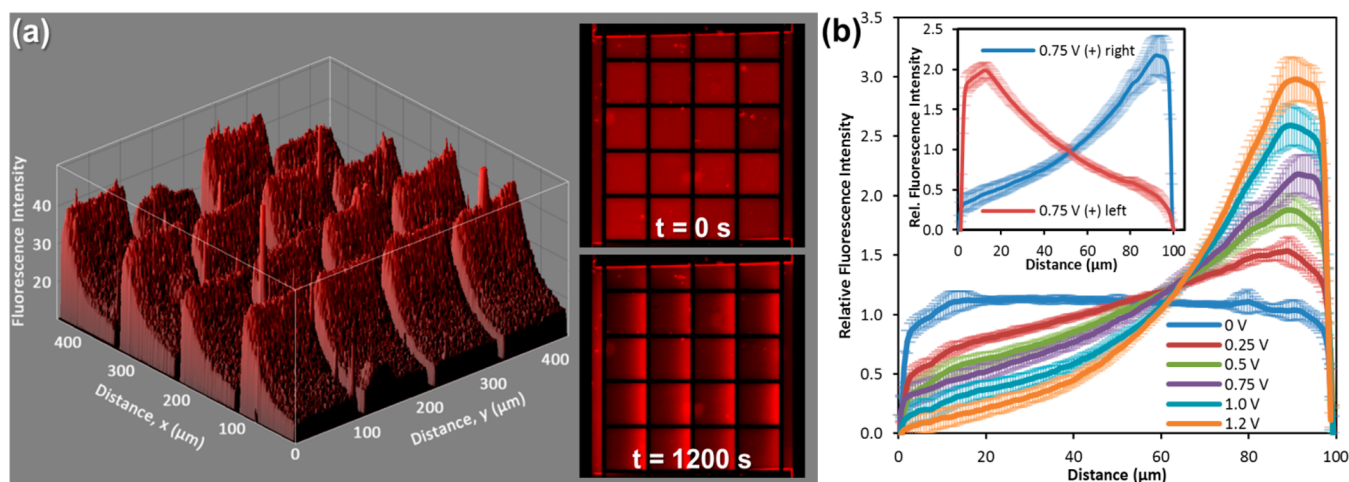 (a)
Fluorescence Intensity
40
30
20
400
300
200
100
0
Distance, x (μm)
100
200
300
400
Distance, y (μm)
t = 0 s
t = 1200 s
(b)
Relative Fluorescence Intensity
3.5
3.0
2.5
2.0
1.5
1.0
0.5
0.0
0
20
40
60
80
100
Distance (μm)
Rel. Fluorescence Intensity
2.5
2.0
1.5
1.0
0.5
0.0
0
20
40
60
80
100
Distance (μm)
0.75 V (+) right
0.75 V (+) left
0 V
0.25 V
0.5 V
0.75 V
1.0 V
1.2 V